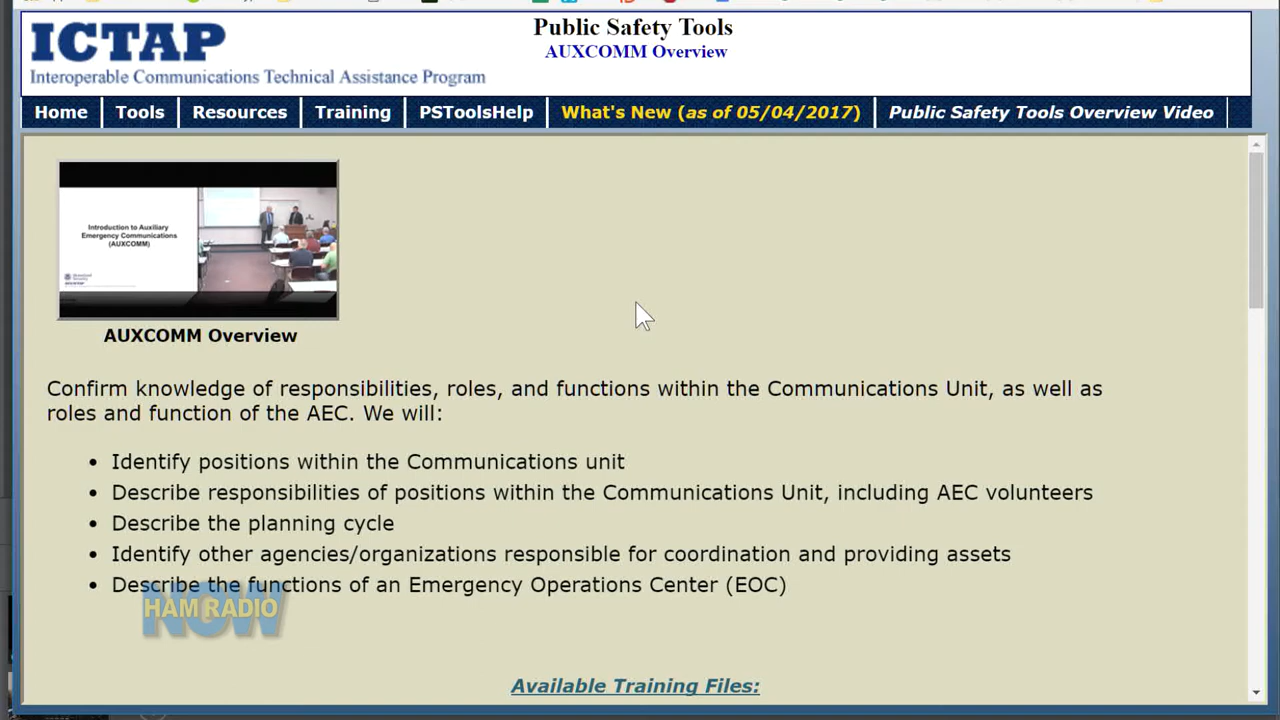 ICTAP
Interoperable Communications Technical Assistance Program
Public Safety Tools
AUXCOMM Overview
Home Tools Resources Training PSToolsHelp What's New (as of 05/04/2017) Public Safety Tools Overview Video
Introduction to Auxiliary
Emergency Communications
(AUXCOMM)
AUXCOMM Overview
Confirm knowledge of responsibilities, roles, and functions within the Communications Unit, as well as
roles and function of the AEC. We will:
• Identify positions within the Communications unit
• Describe responsibilities of positions within the Communications Unit, including AEC volunteers
• Describe the planning cycle
• Identify other agencies/organizations responsible for coordination and providing assets
• Describe the functions of an Emergency Operations Center (EOC)
HAM RADIO
NOW
Available Training Files: